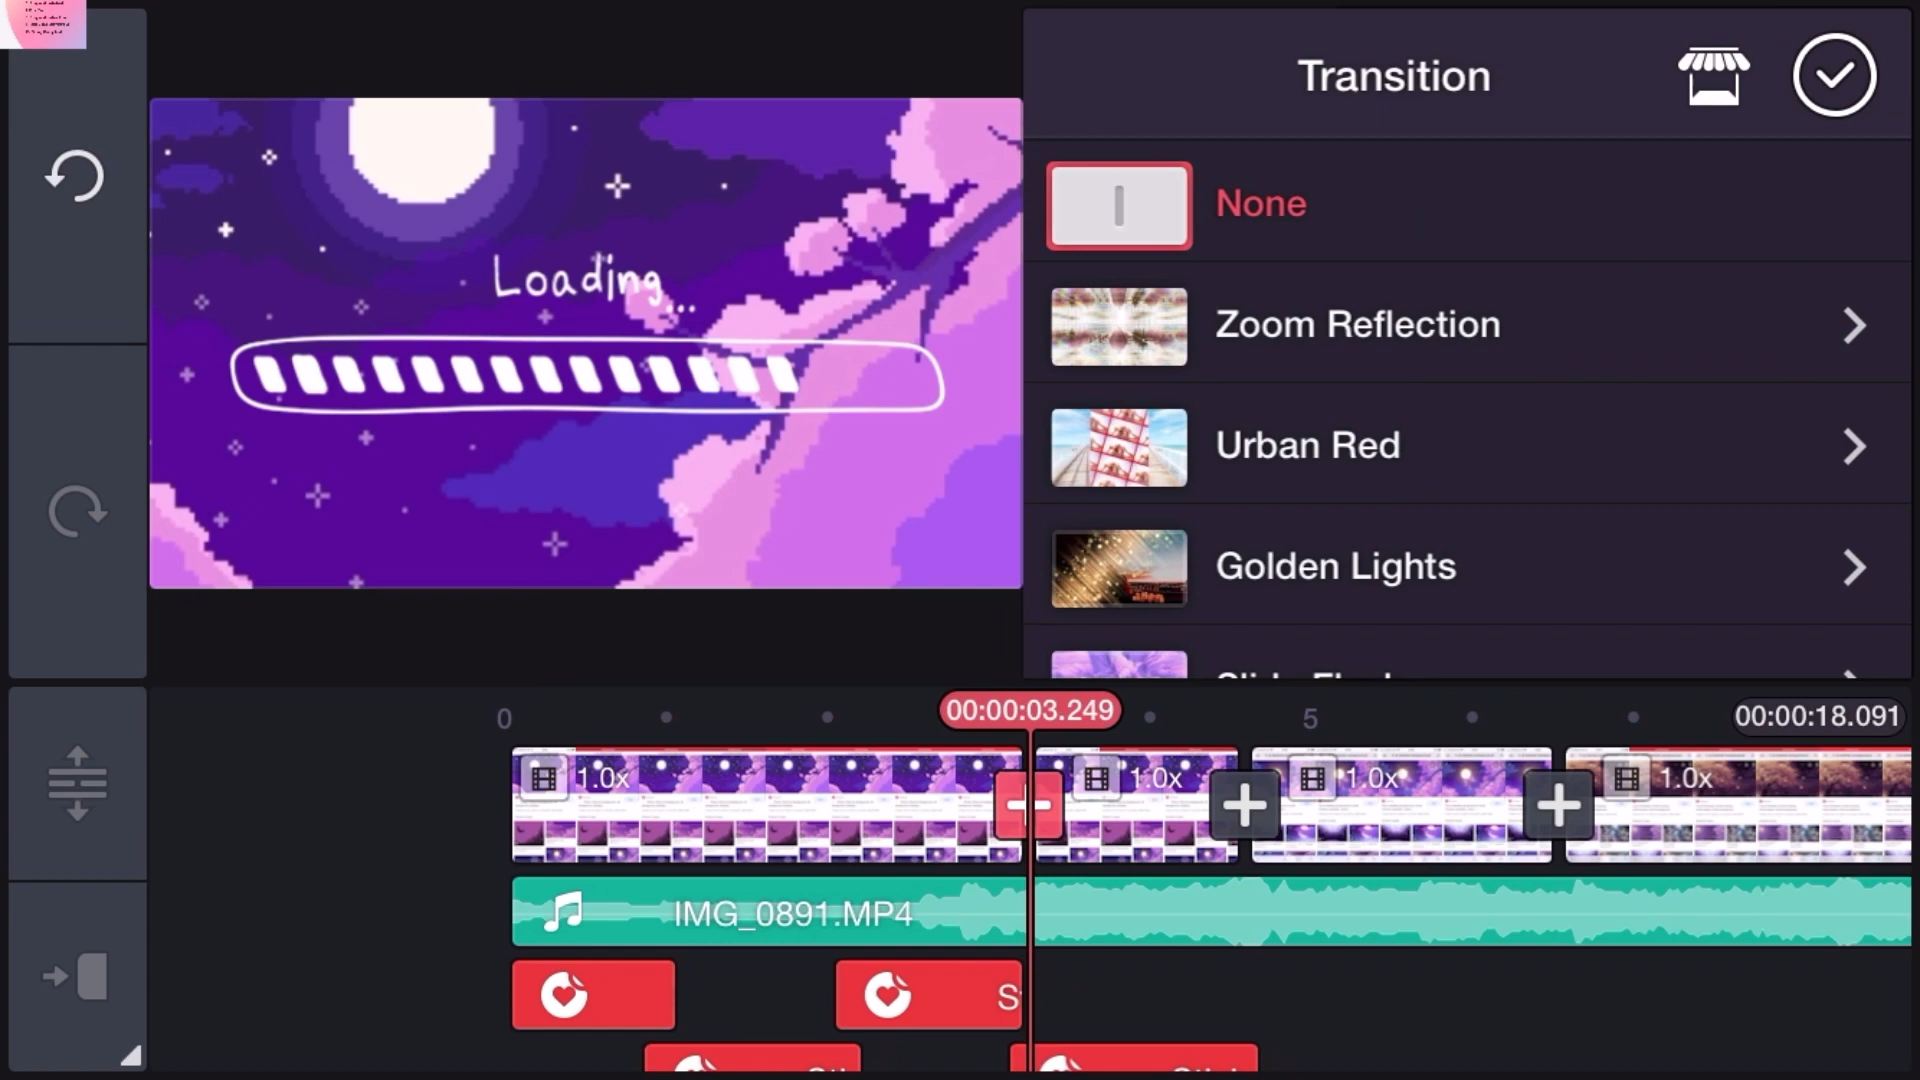 Transition
None
Loading...
Zoom Reflection
Urban Red
Golden Lights
0
00:00:03.249
5
00:00:18.091
1.0x
1.0x
1.0x
1.0x
IMG_0891.MP4